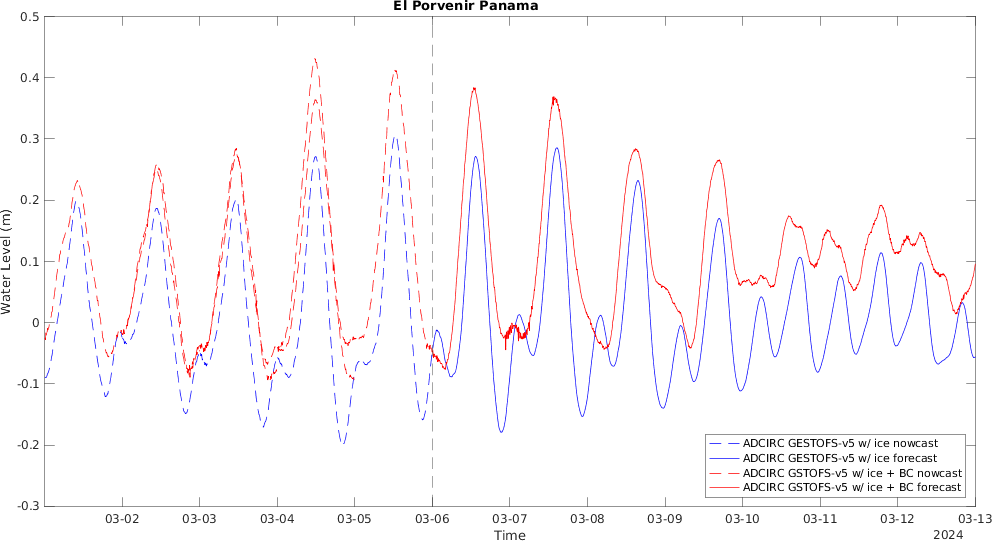 El Porvenir Panama
0.5
0.4
0.3
0.2
0.1
0
-0.1
-0.2
-0.3
Water Level (m)
ADCIRC GESTOFS-v5 w/ ice nowcast
ADCIRC GESTOFS-v5 w/ ice forecast
ADCIRC GSTOFS-v5 w/ ice + BC nowcast
ADCIRC GSTOFS-v5 w/ ice + BC forecast
03-02 03-03 03-04 03-05 03-06 03-07 03-08 03-09 03-10 03-11 03-12 03-13
Time
2024